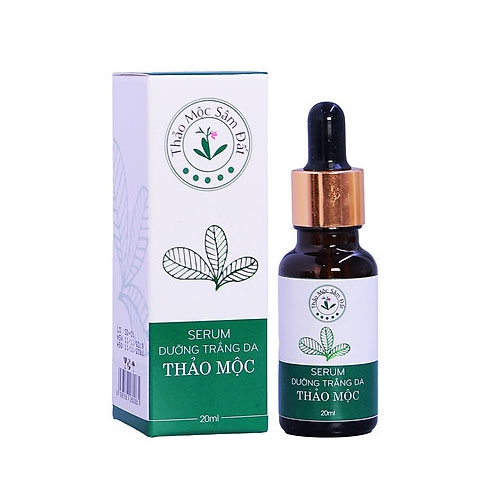 Thảo Mộc Sâm Đất
SERUM
DƯỠNG TRẮNG DA
THẢO MỘC
20ml
Thảo Mộc Sâm Đất
SERUM
DƯỠNG TRẮNG DA
THẢO MỘC
20ml